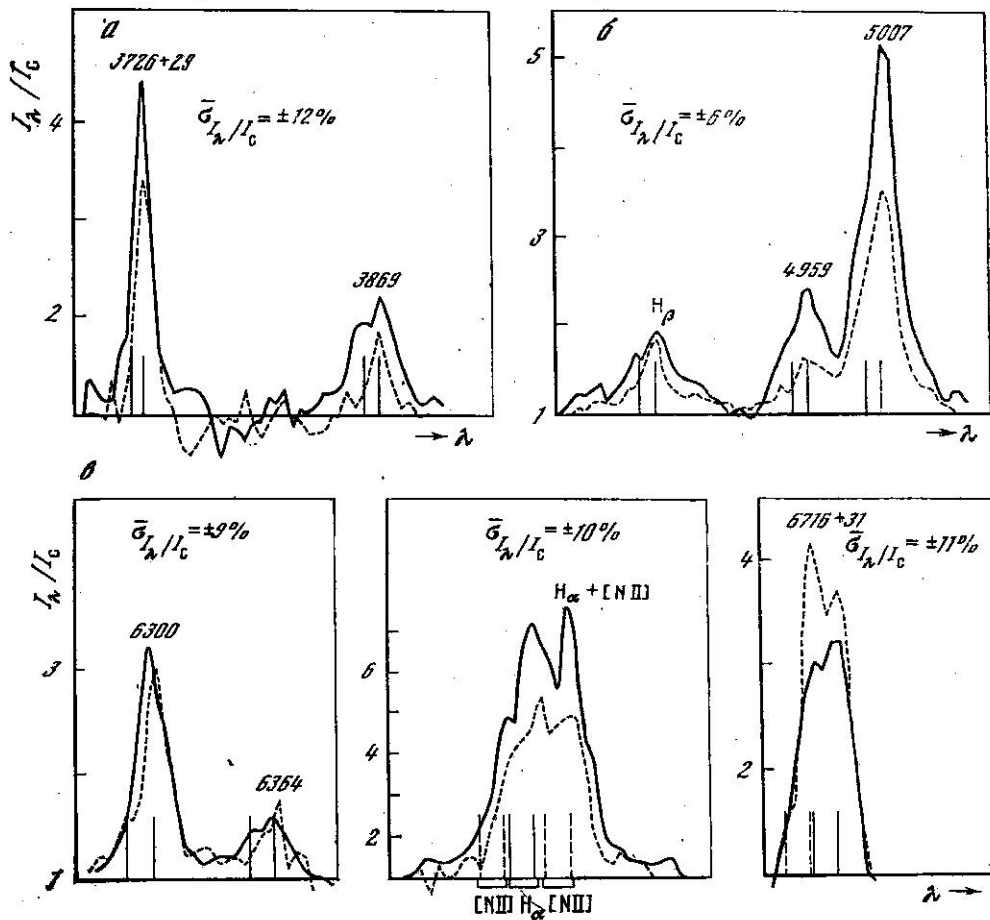 а
3726+29
I_λ/I_c
σ̄_{I_λ/I_c} = ±12%
4
2
3869
→ λ
б
5007
5
σ̄_{I_λ/I_c} = ±6%
3
4959
H_β
1
→ λ
в
σ̄_{I_λ/I_c} = ±9%
I_λ/I_c
6300
3
6364
1
σ̄_{I_λ/I_c} = ±10%
H_α + [N II]
6
4
2
[N II] H_α [N II]
6716+31
σ̄_{I_λ/I_c} = ±11%
4
2
λ →